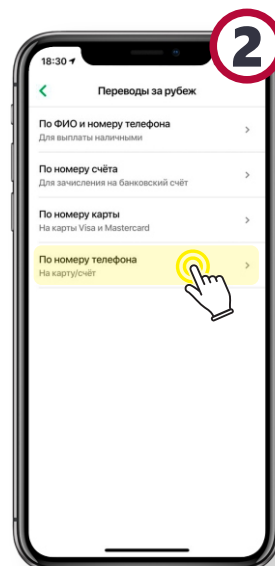 2
18:30
Переводы за рубеж
По ФИО и номеру телефона
Для выплаты наличными
По номеру счёта
Для зачисления на банковский счёт
По номеру карты
На карты Visa и Mastercard
По номеру телефона
На карту/счёт